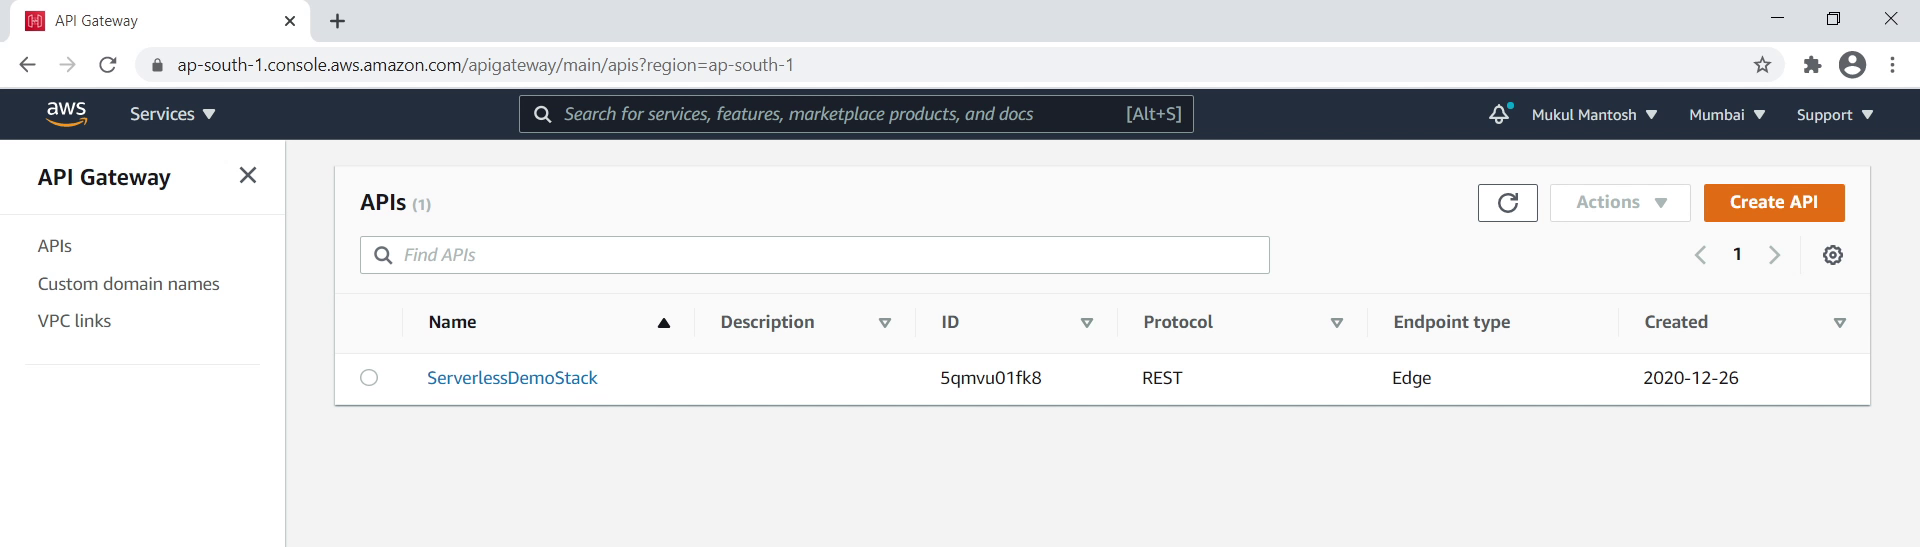 API Gateway
ap-south-1.console.aws.amazon.com/apigateway/main/apis?region=ap-south-1
aws Services Search for services, features, marketplace products, and docs [Alt+S] Mukul Mantosh Mumbai Support
API Gateway
APIs
Custom domain names
VPC links
APIs (1) Actions Create API
Find APIs 1
Name Description ID Protocol Endpoint type Created
ServerlessDemoStack 5qmvu01fk8 REST Edge 2020-12-26